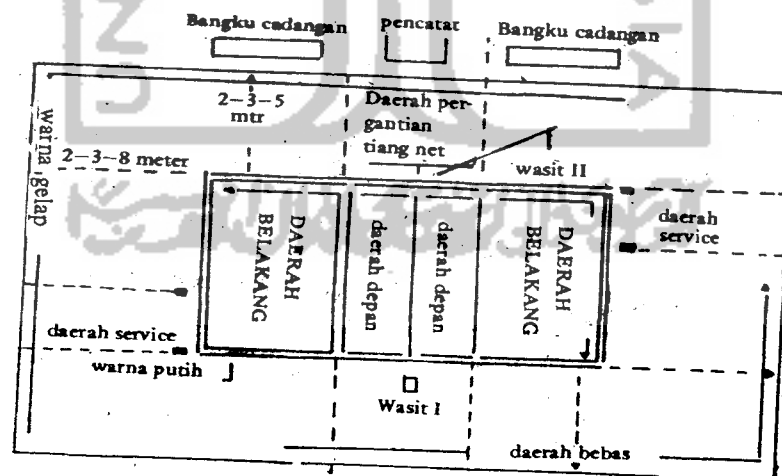 Bangku cadangan
pencatat
Bangku cadangan
2-3-5
mtr
Daerah per-
gantian
tiang net
warna gelap
2-3-8 meter
wasit II
daerah
service
DAERAH
BELAKANG
daerah depan
daerah depan
DAERAH
BELAKANG
daerah service
warna putih
Wasit I
daerah bebas